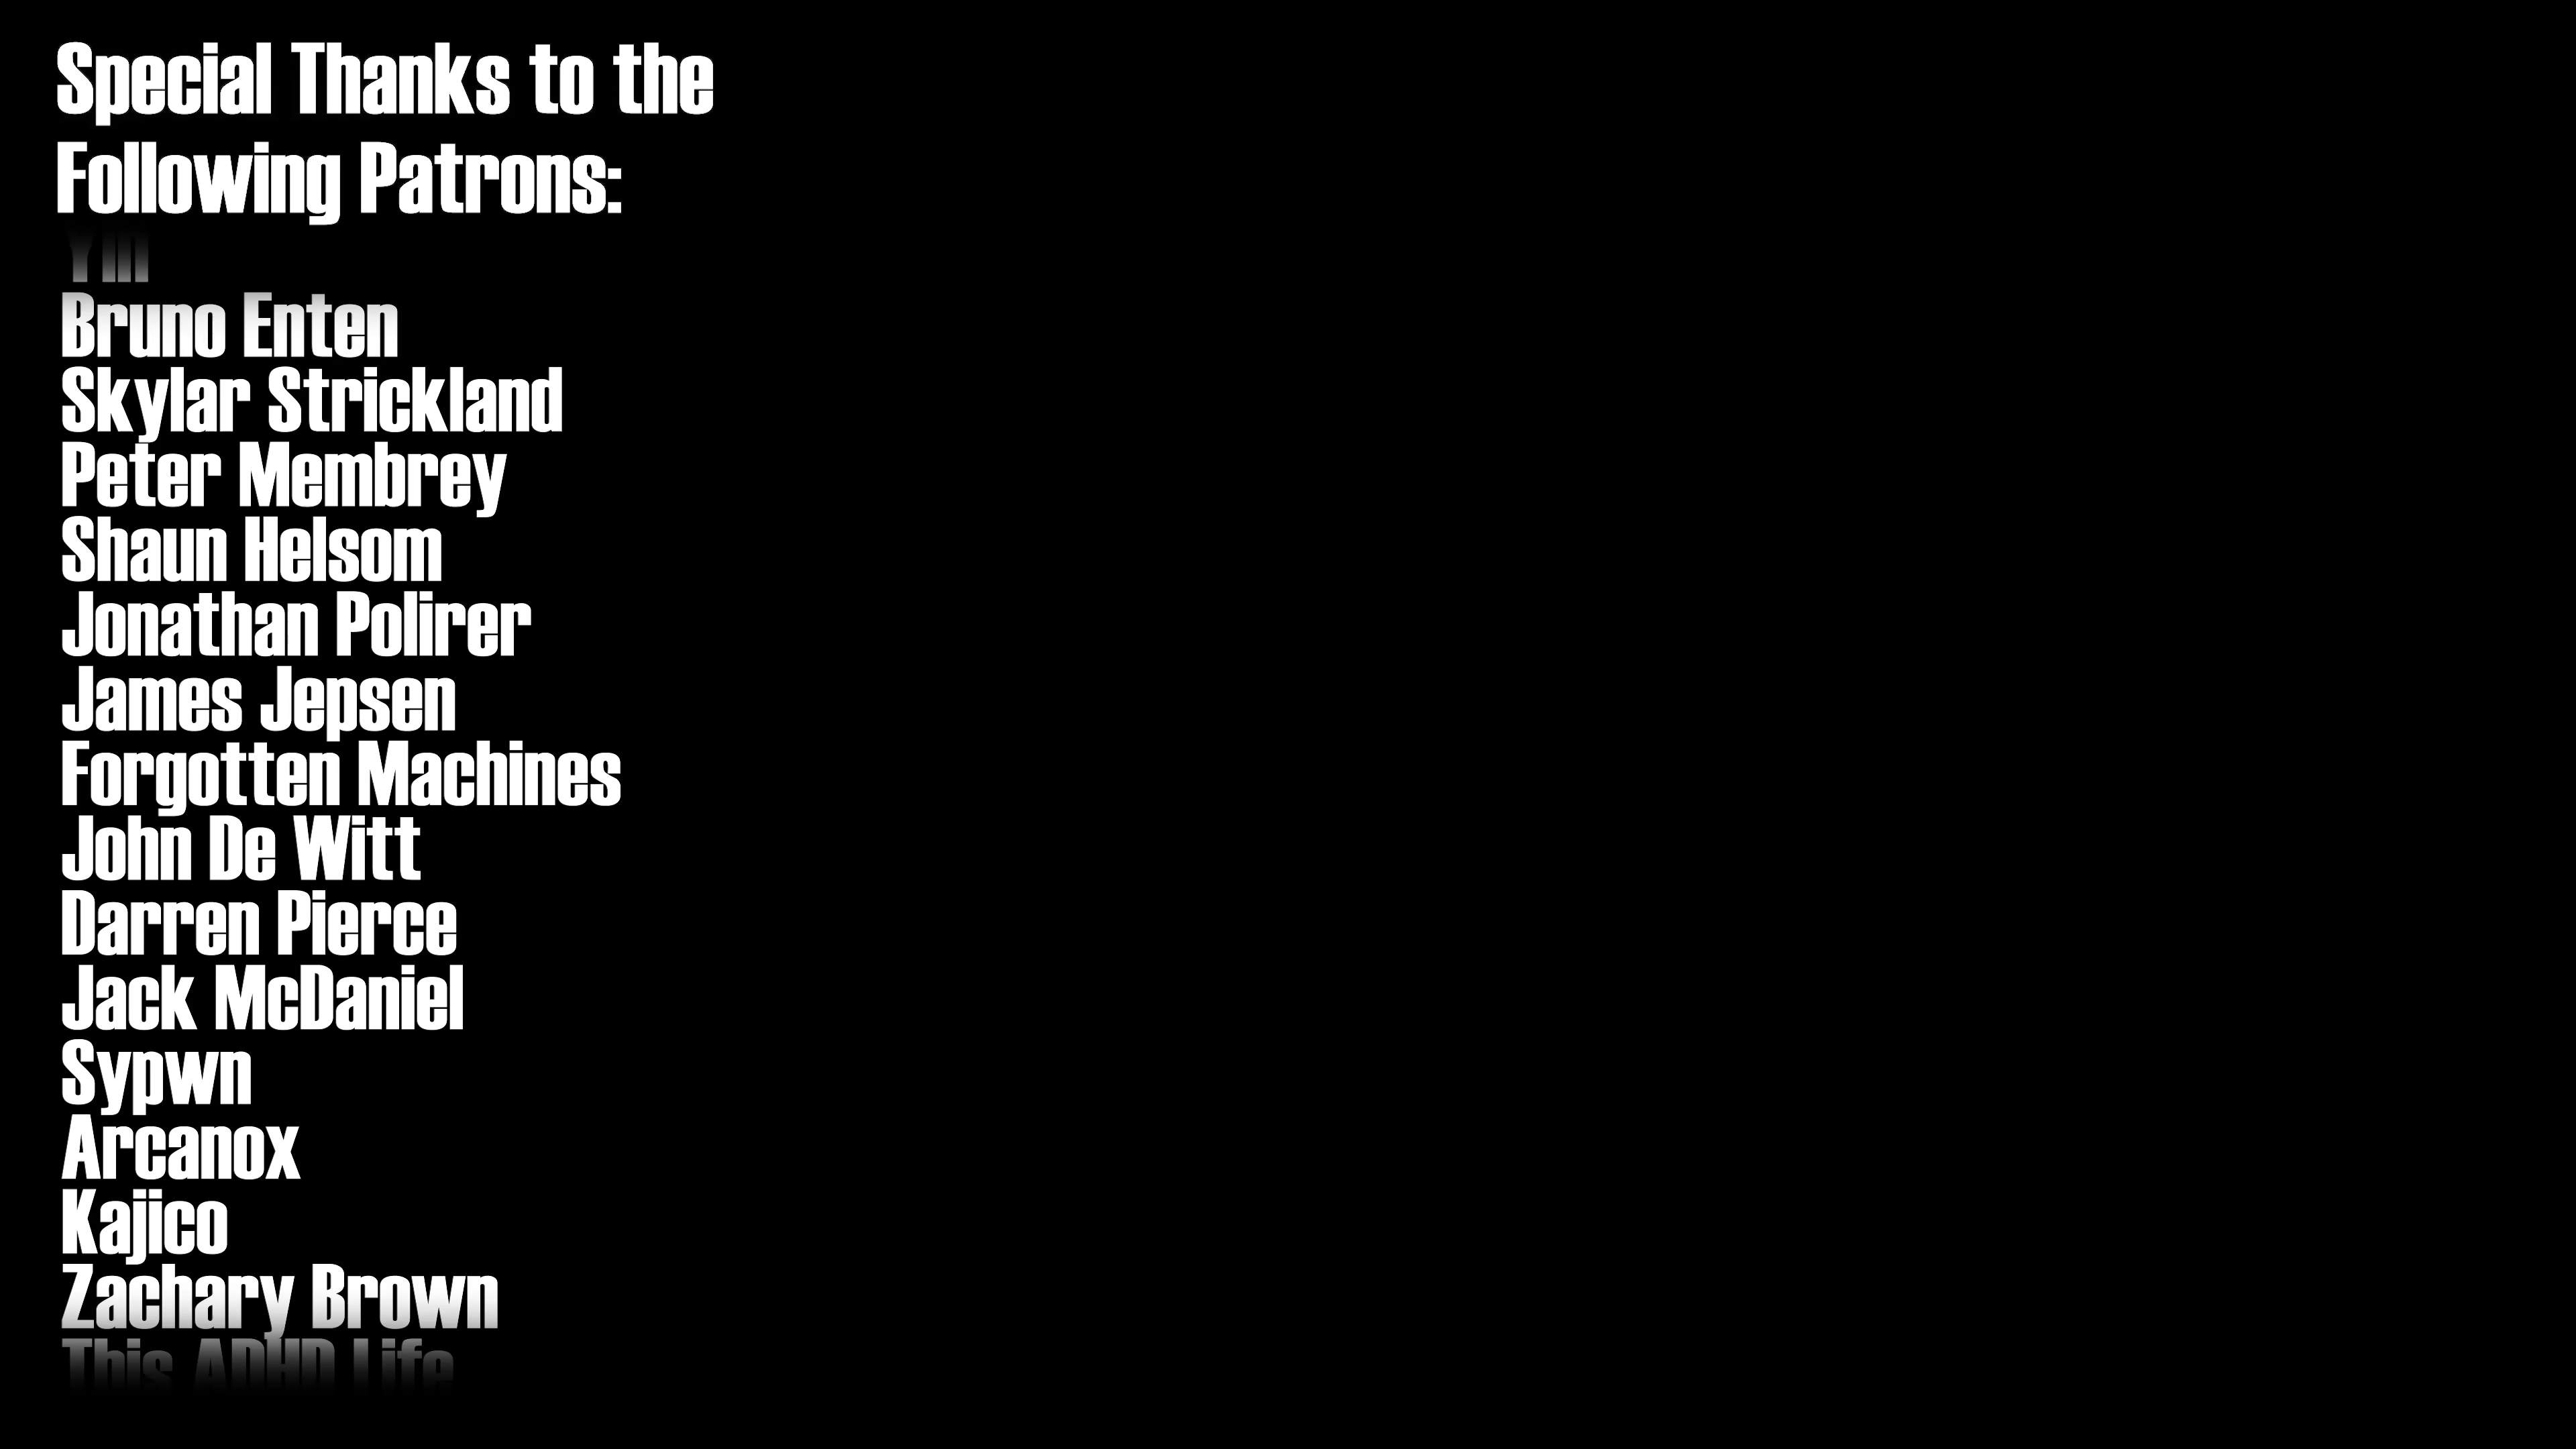 Special Thanks to the
Following Patrons:
Yin
Bruno Enten
Skylar Strickland
Peter Membrey
Shaun Helsom
Jonathan Polirer
James Jepsen
Forgotten Machines
John De Witt
Darren Pierce
Jack McDaniel
Sypwn
Arcanox
Kajico
Zachary Brown
This ADHD Life